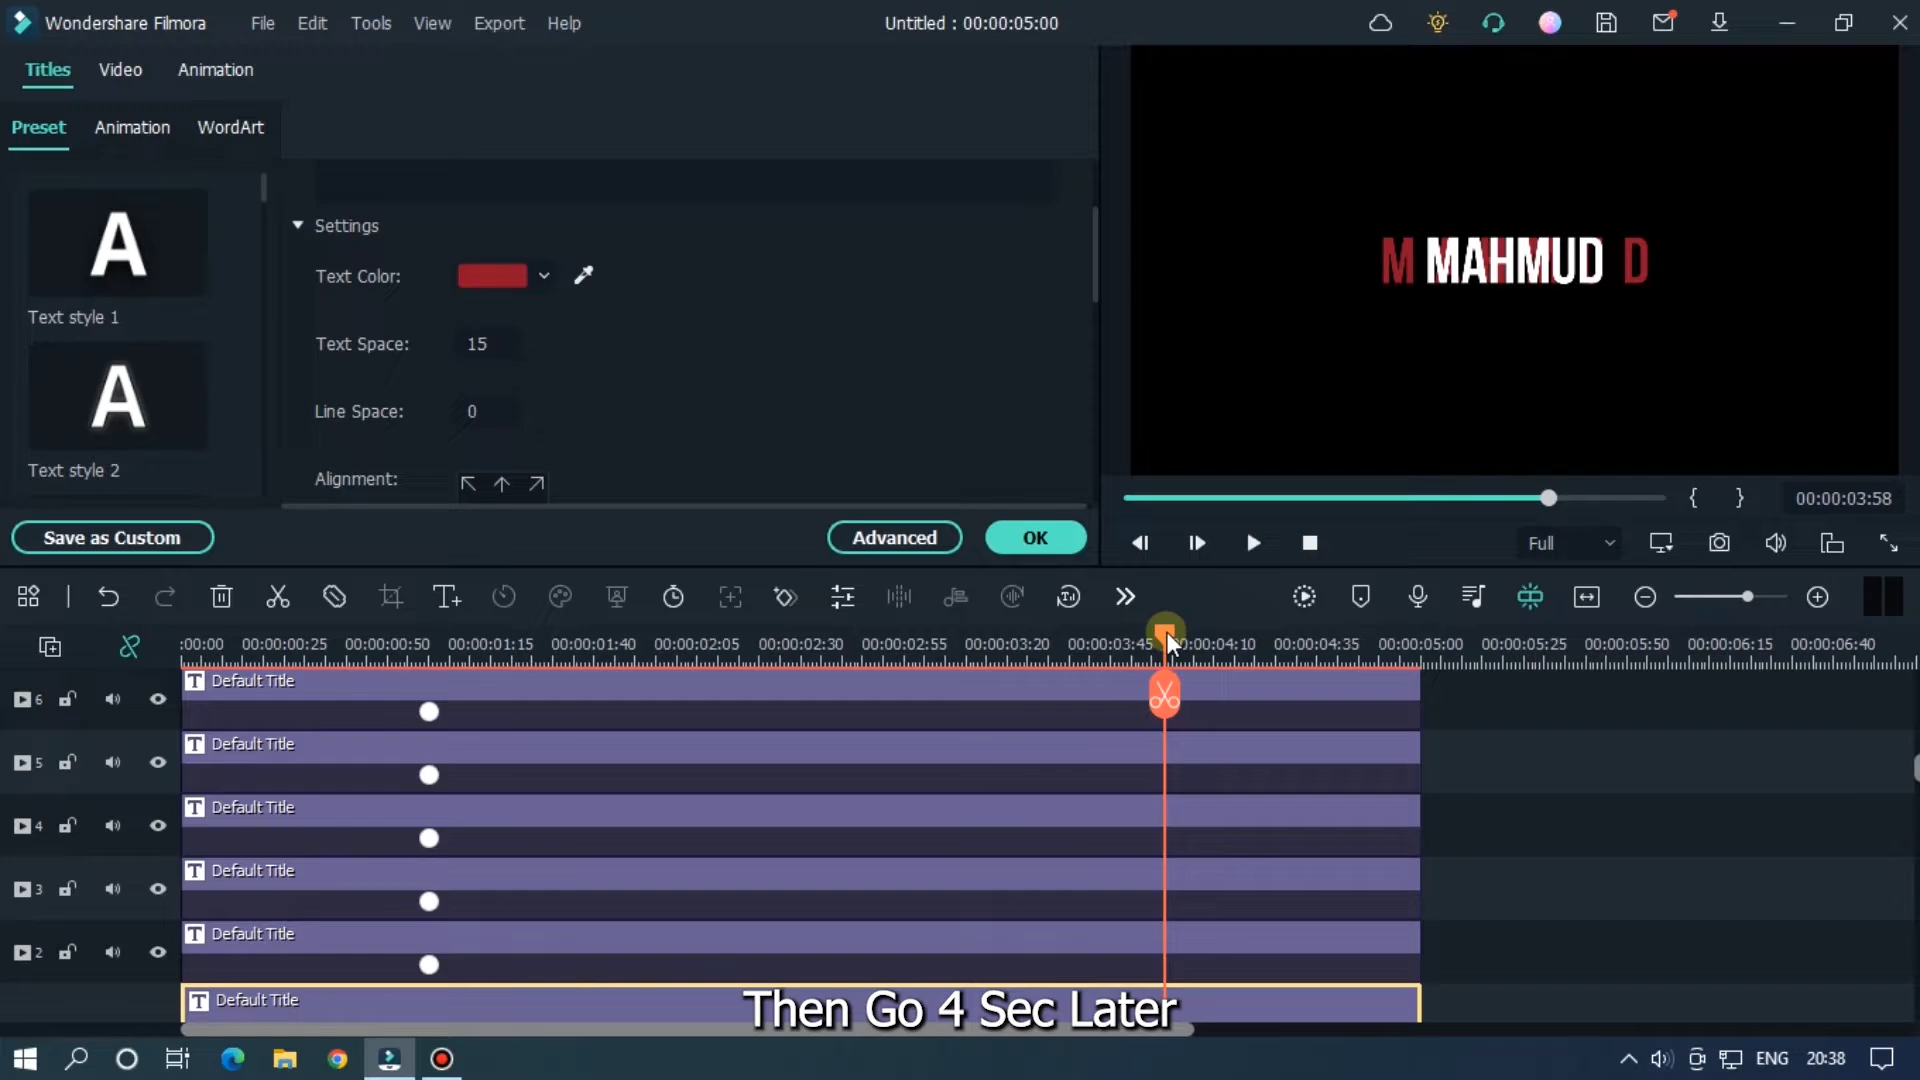 Wondershare Filmora File Edit Tools View Export Help Untitled : 00:00:05:00
Titles Video Animation
Preset Animation WordArt
A
Text style 1
A
Text style 2
Settings
Text Color:
Text Space: 15
Line Space: 0
Alignment:
M MAHMUD D
{ } 00:00:03:58
Save as Custom Advanced OK
Full
:00:00 00:00:00:25 00:00:00:50 00:00:01:15 00:00:01:40 00:00:02:05 00:00:02:30 00:00:02:55 00:00:03:20 00:00:03:45 00:00:04:10 00:00:04:35 00:00:05:00 00:00:05:25 00:00:05:50 00:00:06:15 00:00:06:40
T Default Title
6
T Default Title
5
T Default Title
4
T Default Title
3
T Default Title
2
T Default Title
Then Go 4 Sec Later
ENG 20:38